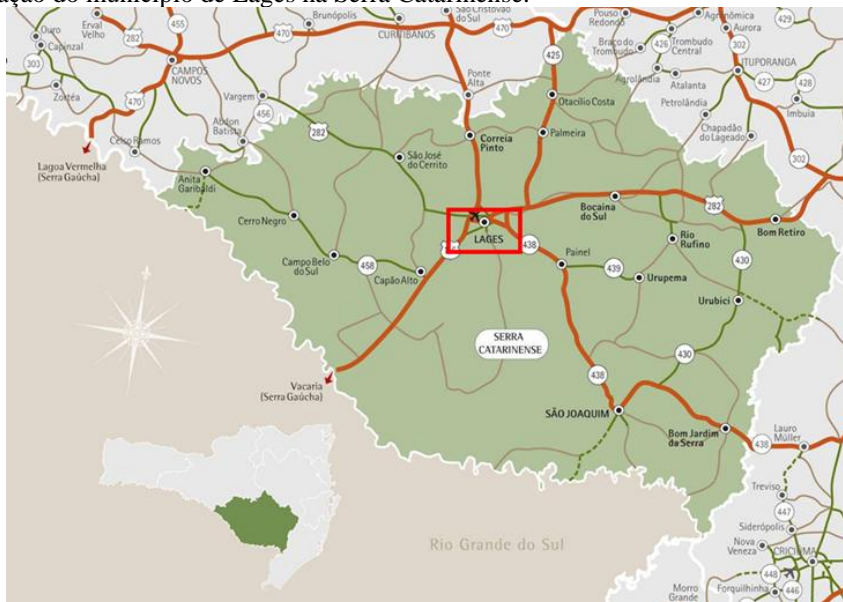 ação do município de Lages na Serra Catarinense.
Ouro
Capinzal
Erval
Velho
282
455
Brunópolis
470
CURITIBANOS
São Cristóvão
do Sul
470
Pouso
Redondo
Agronômica
Aurora
429
302
303
CAMPOS
NOVOS
425
Braço do
Trombudo
426
Trombudo
Central
ITUPORANGA
Zortéa
470
Vargem
456
Ponte
Alta
Agrolândia
Atalanta
427
428
Otacílio Costa
Petrolândia
Imbuia
Celso Ramos
Abdon
Batista
282
Correia
Pinto
Palmeira
Chapadão
do Lageado
302
Lagoa Vermelha
(Serra Gaúcha)
São José
do Cerrito
Anita
Garibaldi
Bocaina
do Sul
282
Cerro Negro
LAGES
438
Rio
Rufino
Bom Retiro
Campo Belo
do Sul
458
Capão Alto
Painel
439
Urupema
430
Urubici
SERRA
CATARINENSE
430
Vacaria
(Serra Gaúcha)
438
SÃO JOAQUIM
Bom Jardim
da Serra
438
Lauro
Müller
Treviso
447
Siderópolis
Rio Grande do Sul
Nova
Veneza
CRICIÚMA
448
Morro
Grande
Forquilhinha
446